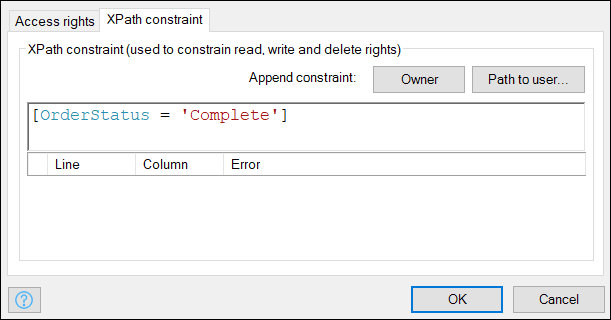 Access rights
XPath constraint
XPath constraint (used to constrain read, write and delete rights)
Append constraint:
Owner
Path to user...
[OrderStatus = 'Complete']
Line
Column
Error
?
OK
Cancel